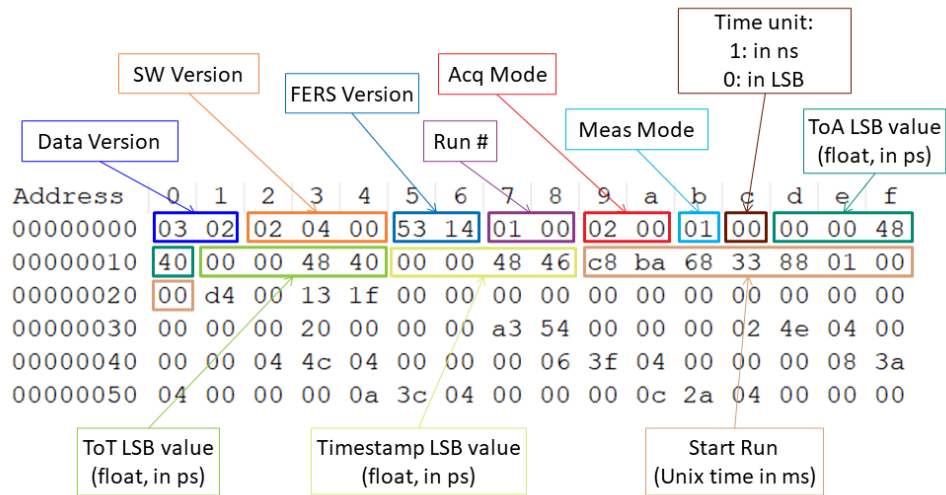 Time unit:
1: in ns
0: in LSB
SW Version
Acq Mode
FERS Version
Data Version
Run #
Meas Mode
ToA LSB value
(float, in ps)
Address 0 1 2 3 4 5 6 7 8 9 a b c d e f
00000000 03 02 02 04 00 53 14 01 00 02 00 01 00 00 00 48
00000010 40 00 00 48 40 00 00 48 46 c8 ba 68 33 88 01 00
00000020 00 d4 00 13 1f 00 00 00 00 00 00 00 00 00 00 00
00000030 00 00 00 20 00 00 00 00 a3 54 00 00 00 00 02 4e 04 00
00000040 00 00 04 4c 04 00 00 00 06 3f 04 00 00 00 08 3a
00000050 04 00 00 00 0a 3c 04 00 00 00 0c 2a 04 00 00 00
ToT LSB value
(float, in ps)
Timestamp LSB value
(float, in ps)
Start Run
(Unix time in ms)